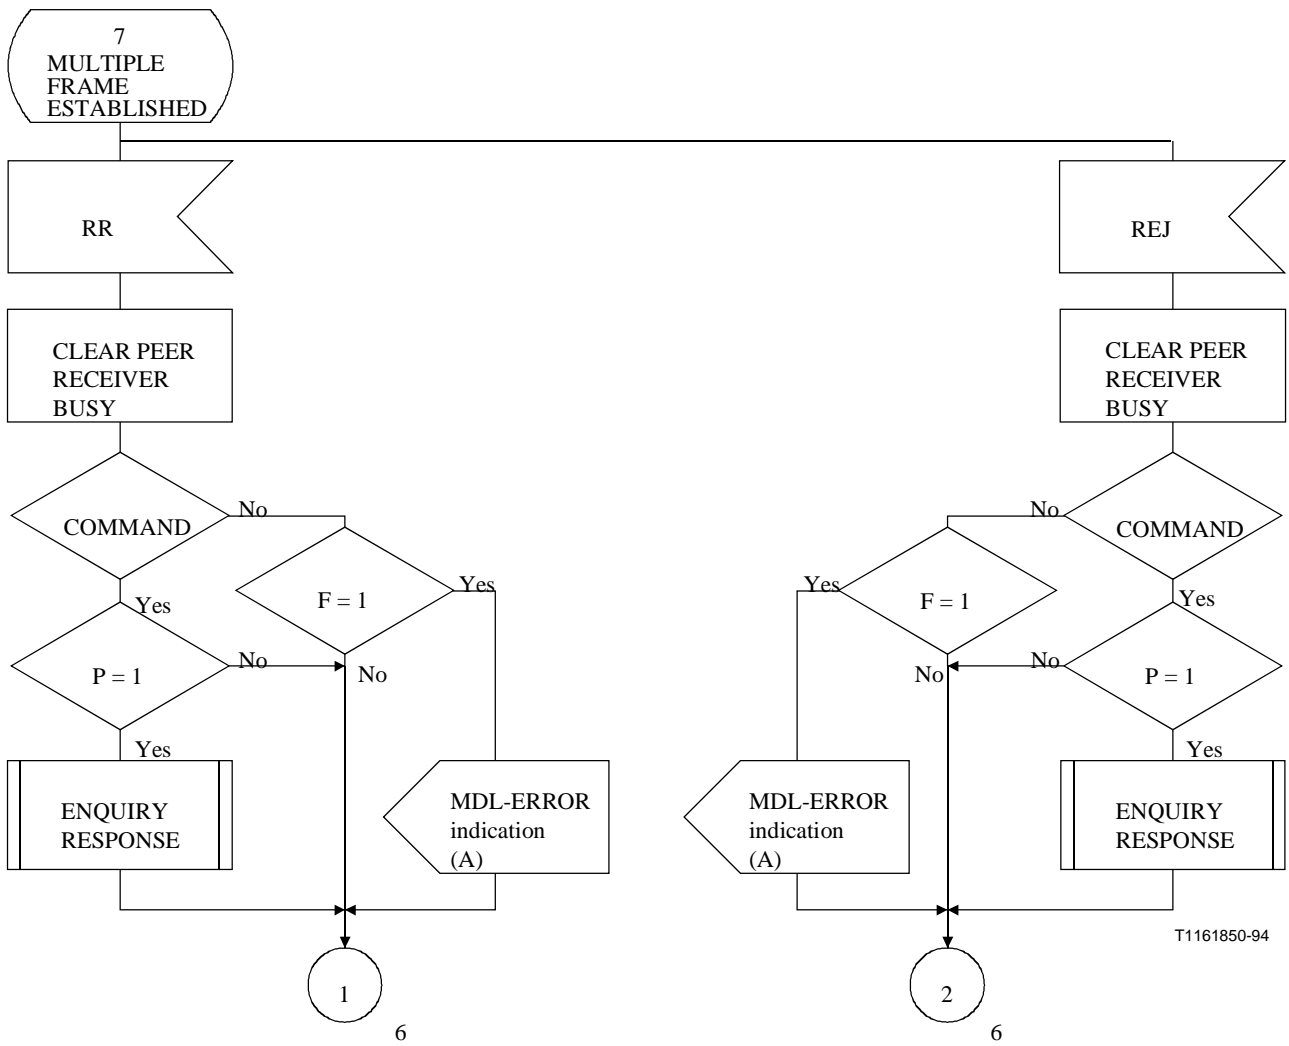 7
MULTIPLE
FRAME
ESTABLISHED
RR
REJ
CLEAR PEER
RECEIVER
BUSY
CLEAR PEER
RECEIVER
BUSY
COMMAND
No
No
COMMAND
Yes
F = 1
Yes
Yes
F = 1
Yes
P = 1
No
No
No
No
P = 1
Yes
Yes
ENQUIRY
RESPONSE
MDL-ERROR
indication
(A)
MDL-ERROR
indication
(A)
ENQUIRY
RESPONSE
T1161850-94
1
2
6
6